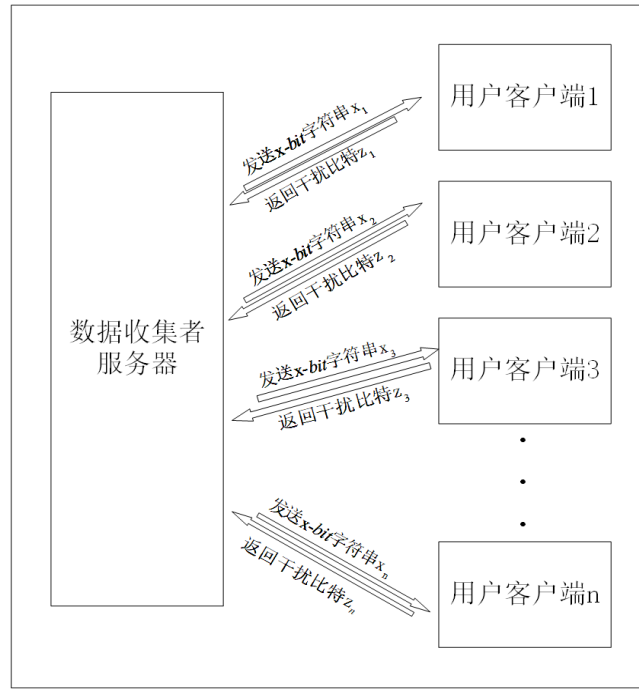 发送x-bit字符串x1
返回干扰比特z1
用户客户端1
发送x-bit字符串x2
返回干扰比特z2
用户客户端2
数据收集者
服务器
发送x-bit字符串x3
返回干扰比特z3
用户客户端3
发送x-bit字符串xn
返回干扰比特zn
用户客户端n